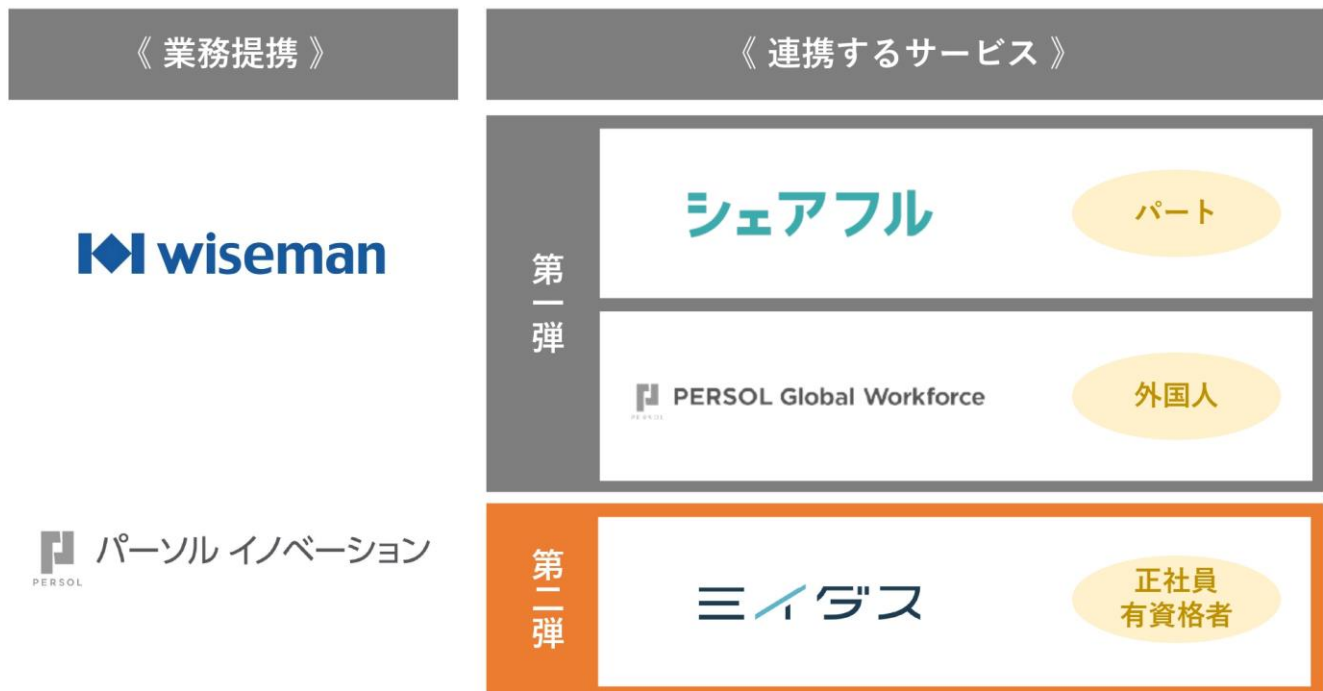 《 業務提携 》
《 連携するサービス 》
wiseman
パーソル イノベーション
PERSOL
第一弾
シェアフル
パート
PERSOL Global Workforce
PERSOL
外国人
第二弾
ミイダス
正社員
有資格者